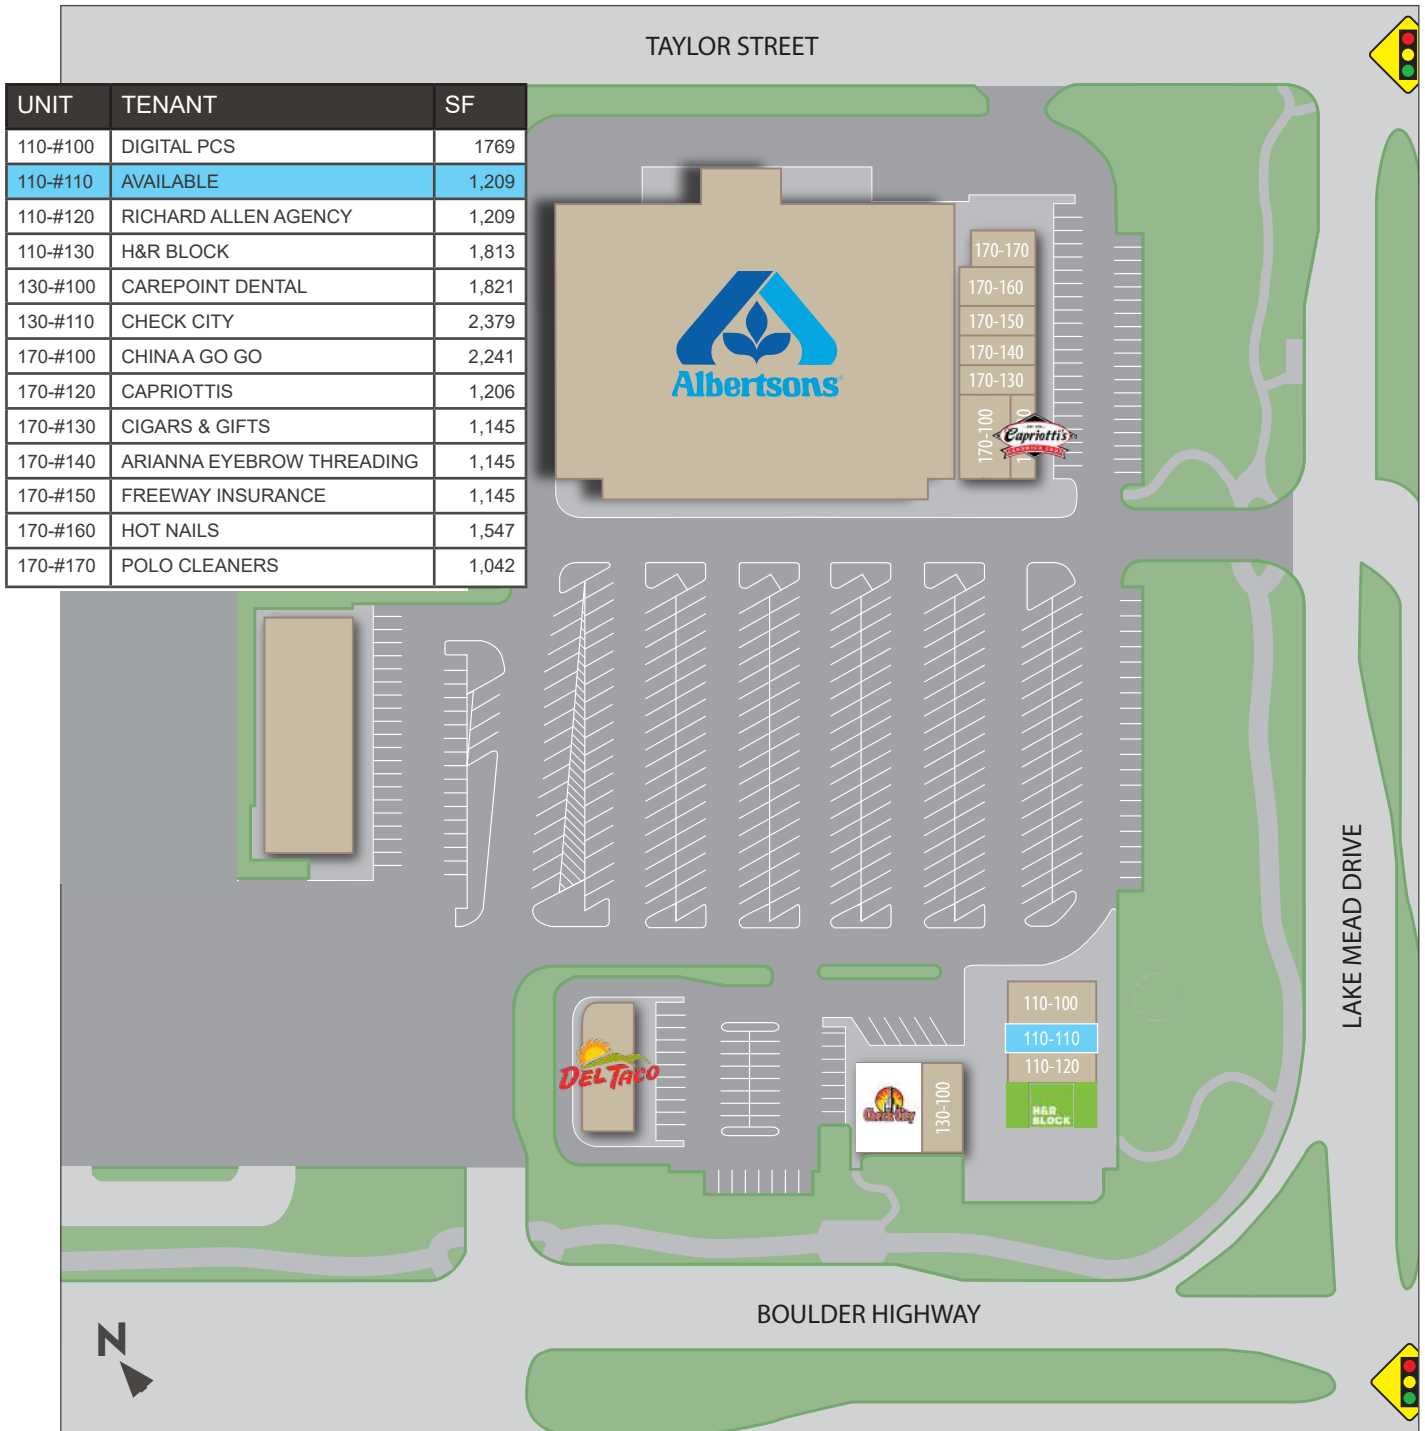 TAYLOR STREET
UNIT TENANT SF
110-#100 DIGITAL PCS 1769
110-#110 AVAILABLE 1,209
110-#120 RICHARD ALLEN AGENCY 1,209
110-#130 H&R BLOCK 1,813
130-#100 CAREPOINT DENTAL 1,821
130-#110 CHECK CITY 2,379
170-#100 CHINA A GO GO 2,241
170-#120 CAPRIOTTIS 1,206
170-#130 CIGARS & GIFTS 1,145
170-#140 ARIANNA EYEBROW THREADING 1,145
170-#150 FREEWAY INSURANCE 1,145
170-#160 HOT NAILS 1,547
170-#170 POLO CLEANERS 1,042
Albertsons
170-170
170-160
170-150
170-140
170-130
170-100
Capriotti's
SANDWICH SHOP
LAKE MEAD DRIVE
DEL TACO
Check City
130-100
110-100
110-110
110-120
H&R
BLOCK
BOULDER HIGHWAY
N